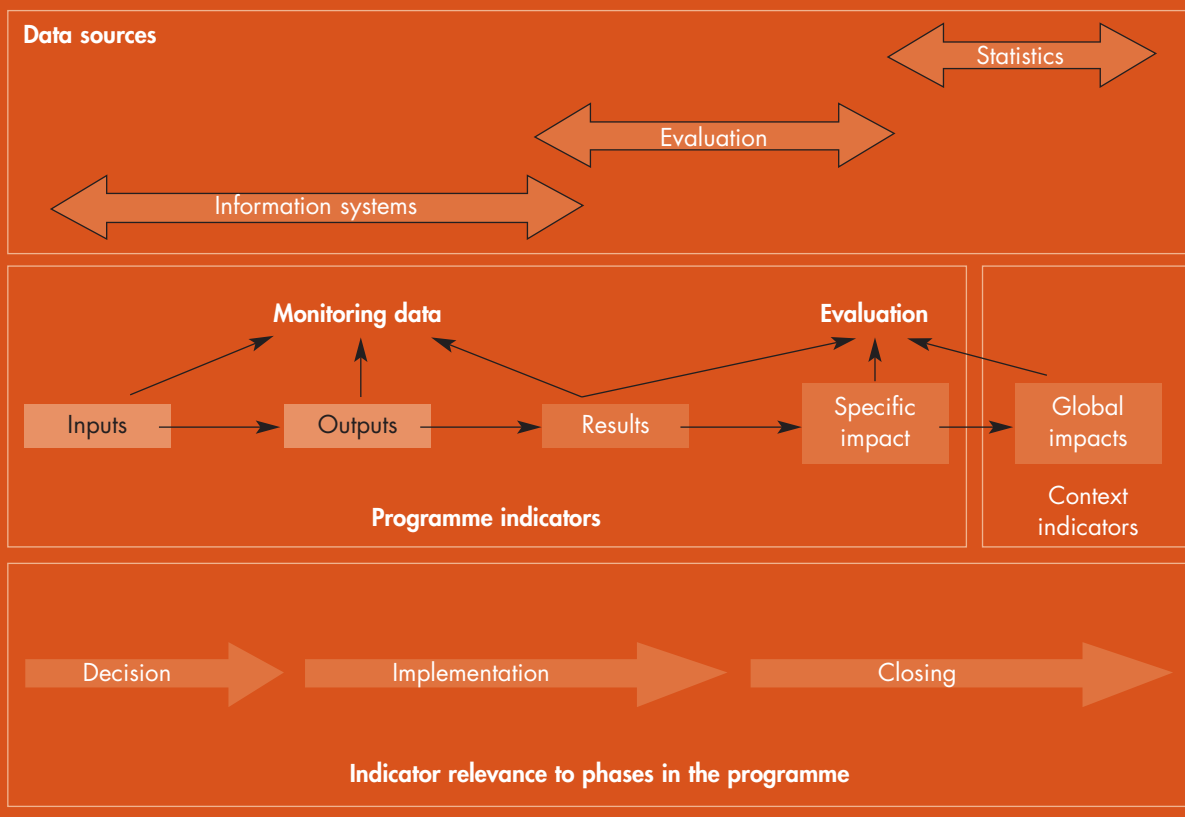 Data sources
Statistics
Evaluation
Information systems
Monitoring data
Evaluation
Inputs
Outputs
Results
Specific
impact
Global
impacts
Programme indicators
Context
indicators
Decision
Implementation
Closing
Indicator relevance to phases in the programme